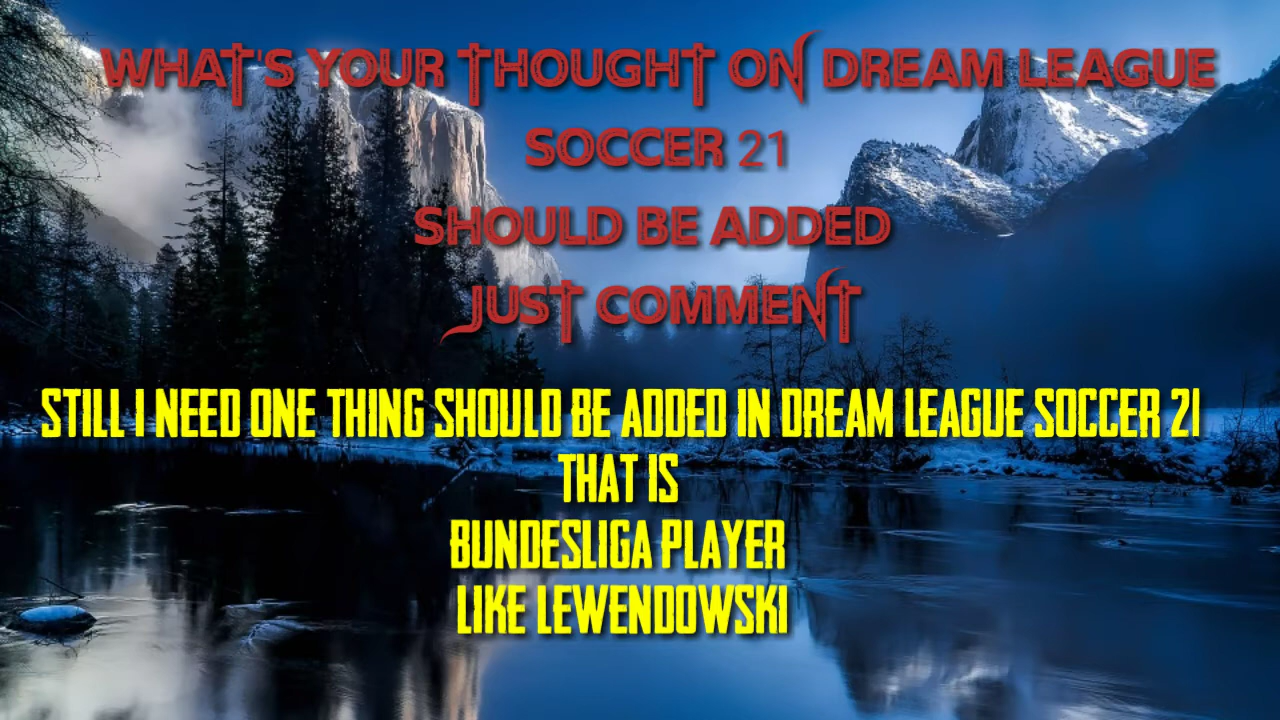 WHAT'S YOUR THOUGHT ON DREAM LEAGUE
SOCCER 21
SHOULD BE ADDED
JUST COMMENT
STILL I NEED ONE THING SHOULD BE ADDED IN DREAM LEAGUE SOCCER 21
THAT IS
BUNDESLIGA PLAYER
LIKE LEWENDOWSKI